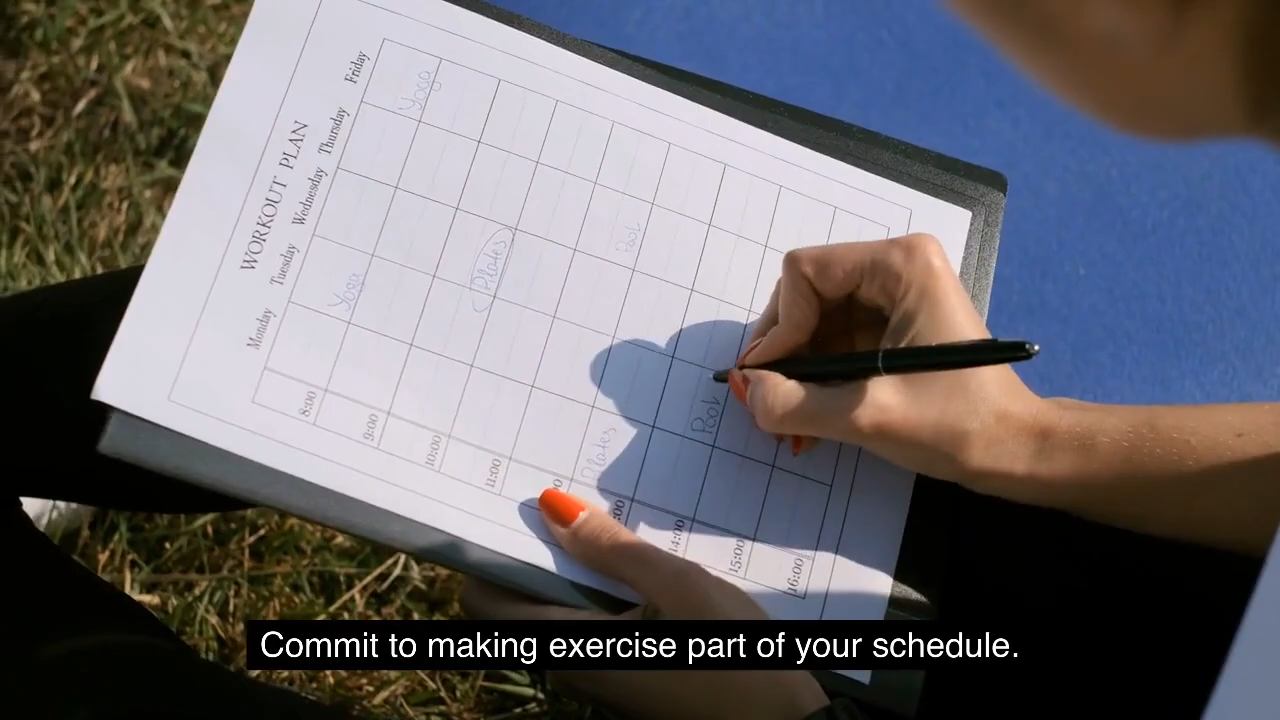 WORKOUT PLAN
Monday Tuesday Wednesday Thursday Friday
8:00 Yoga Yoga
9:00
10:00 Pilates
11:00
Pilates Pool
:00
14:00 Pool
15:00
16:00
Commit to making exercise part of your schedule.